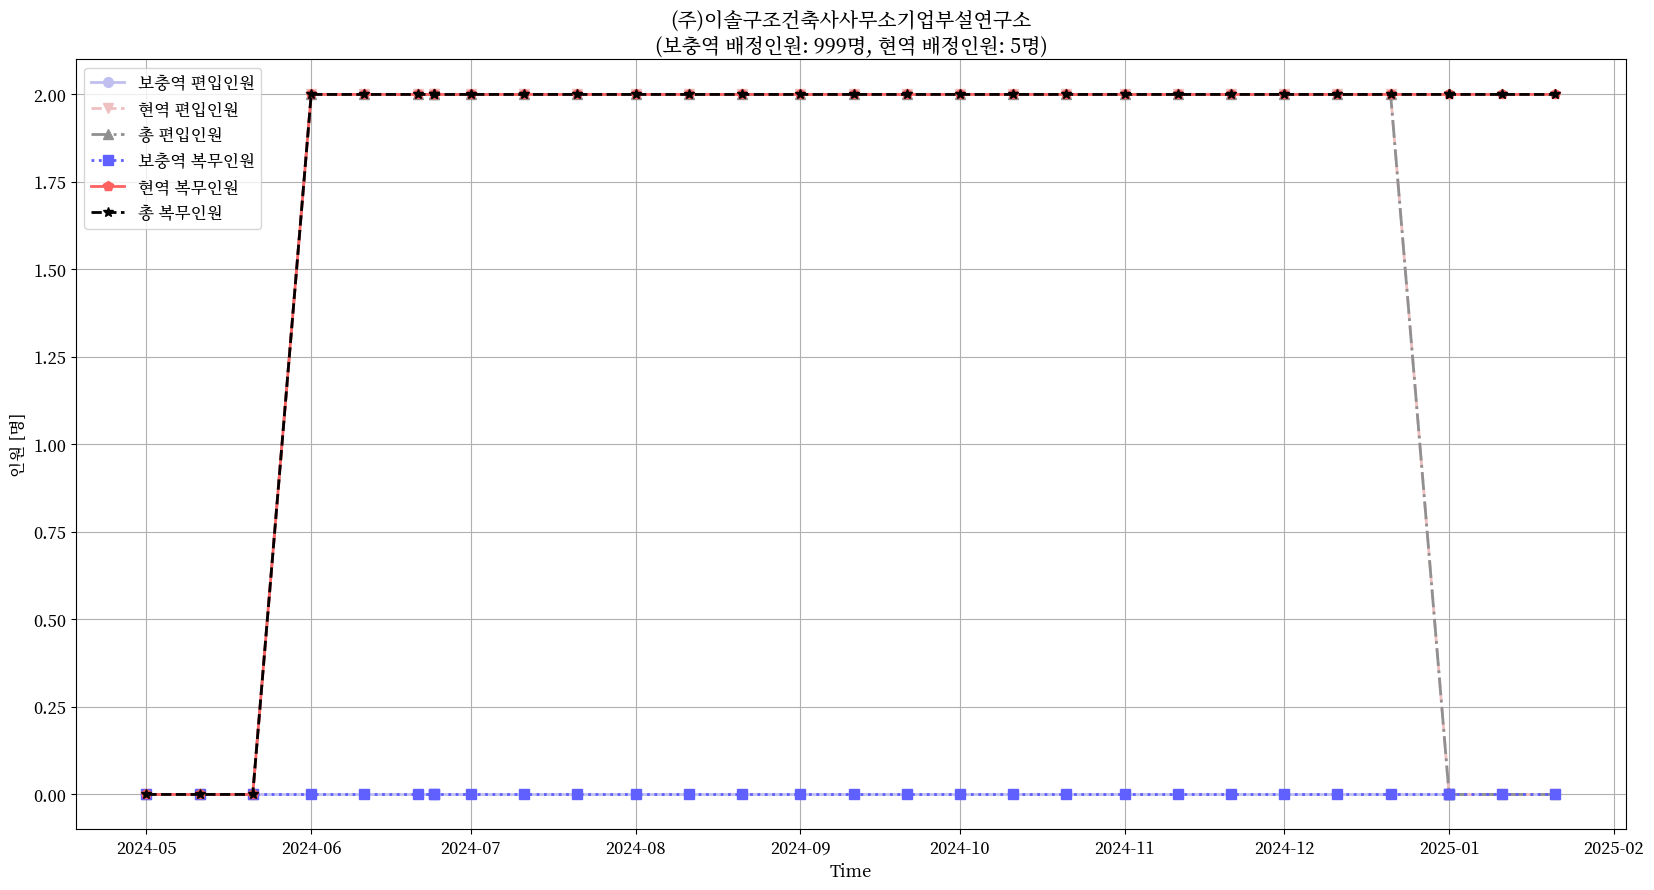 (주)이솔구조건축사사무소기업부설연구소
(보충역 배정인원: 999명, 현역 배정인원: 5명)
보충역 편입인원
현역 편입인원
총 편입인원
보충역 복무인원
현역 복무인원
총 복무인원
인원 [명]
2.00
1.75
1.50
1.25
1.00
0.75
0.50
0.25
0.00
2024-05 2024-06 2024-07 2024-08 2024-09 2024-10 2024-11 2024-12 2025-01 2025-02
Time